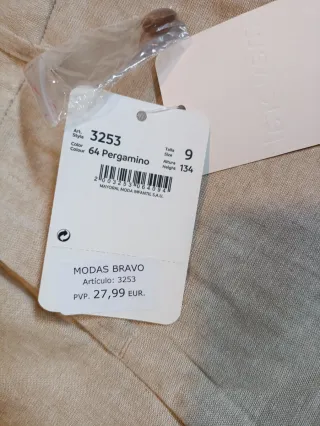 Art.
Style
3253
Talla
Size
9
Color
Colour
64 Pergamino
Altura
Height
134
MAYORAL MODA INFANTIL S.A.U.
MODAS BRAVO
Artículo: 3253
PVP. 27,99 EUR.